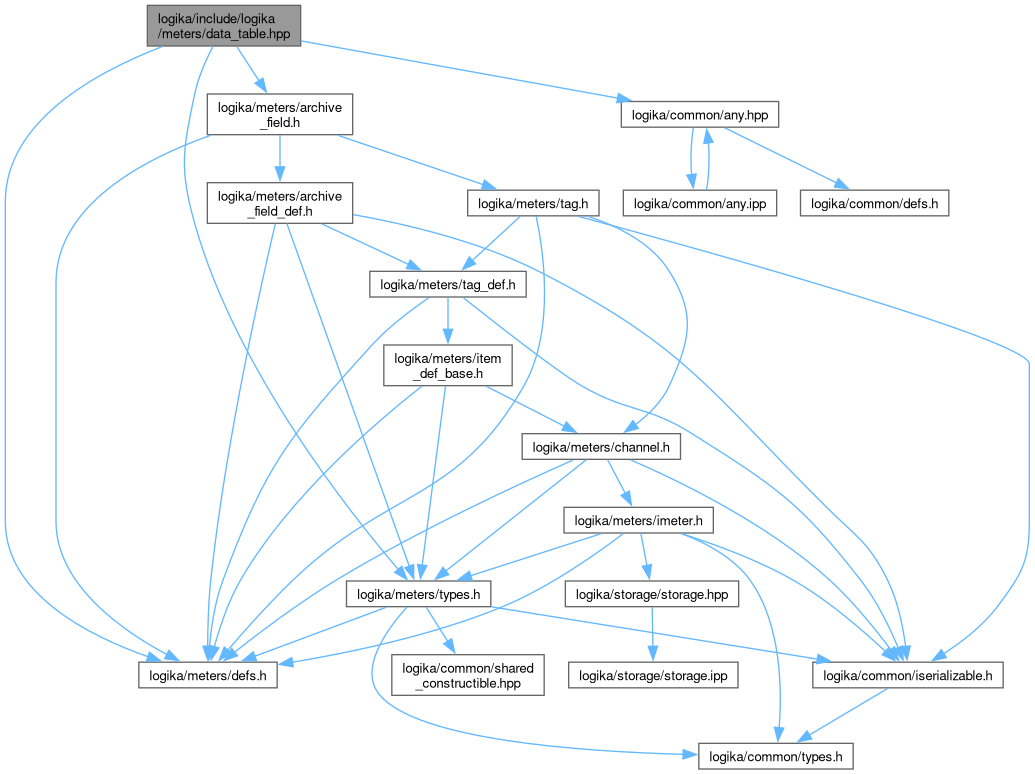 logika/include/logika
/meters/data_table.hpp
logika/meters/archive
_field.h
logika/common/any.hpp
logika/meters/archive
_field_def.h
logika/meters/tag.h
logika/common/any.ipp
logika/common/defs.h
logika/meters/tag_def.h
logika/meters/item
_def_base.h
logika/meters/channel.h
logika/meters/imeter.h
logika/meters/types.h
logika/storage/storage.hpp
logika/meters/defs.h
logika/common/shared
_constructible.hpp
logika/storage/storage.ipp
logika/common/iserializable.h
logika/common/types.h